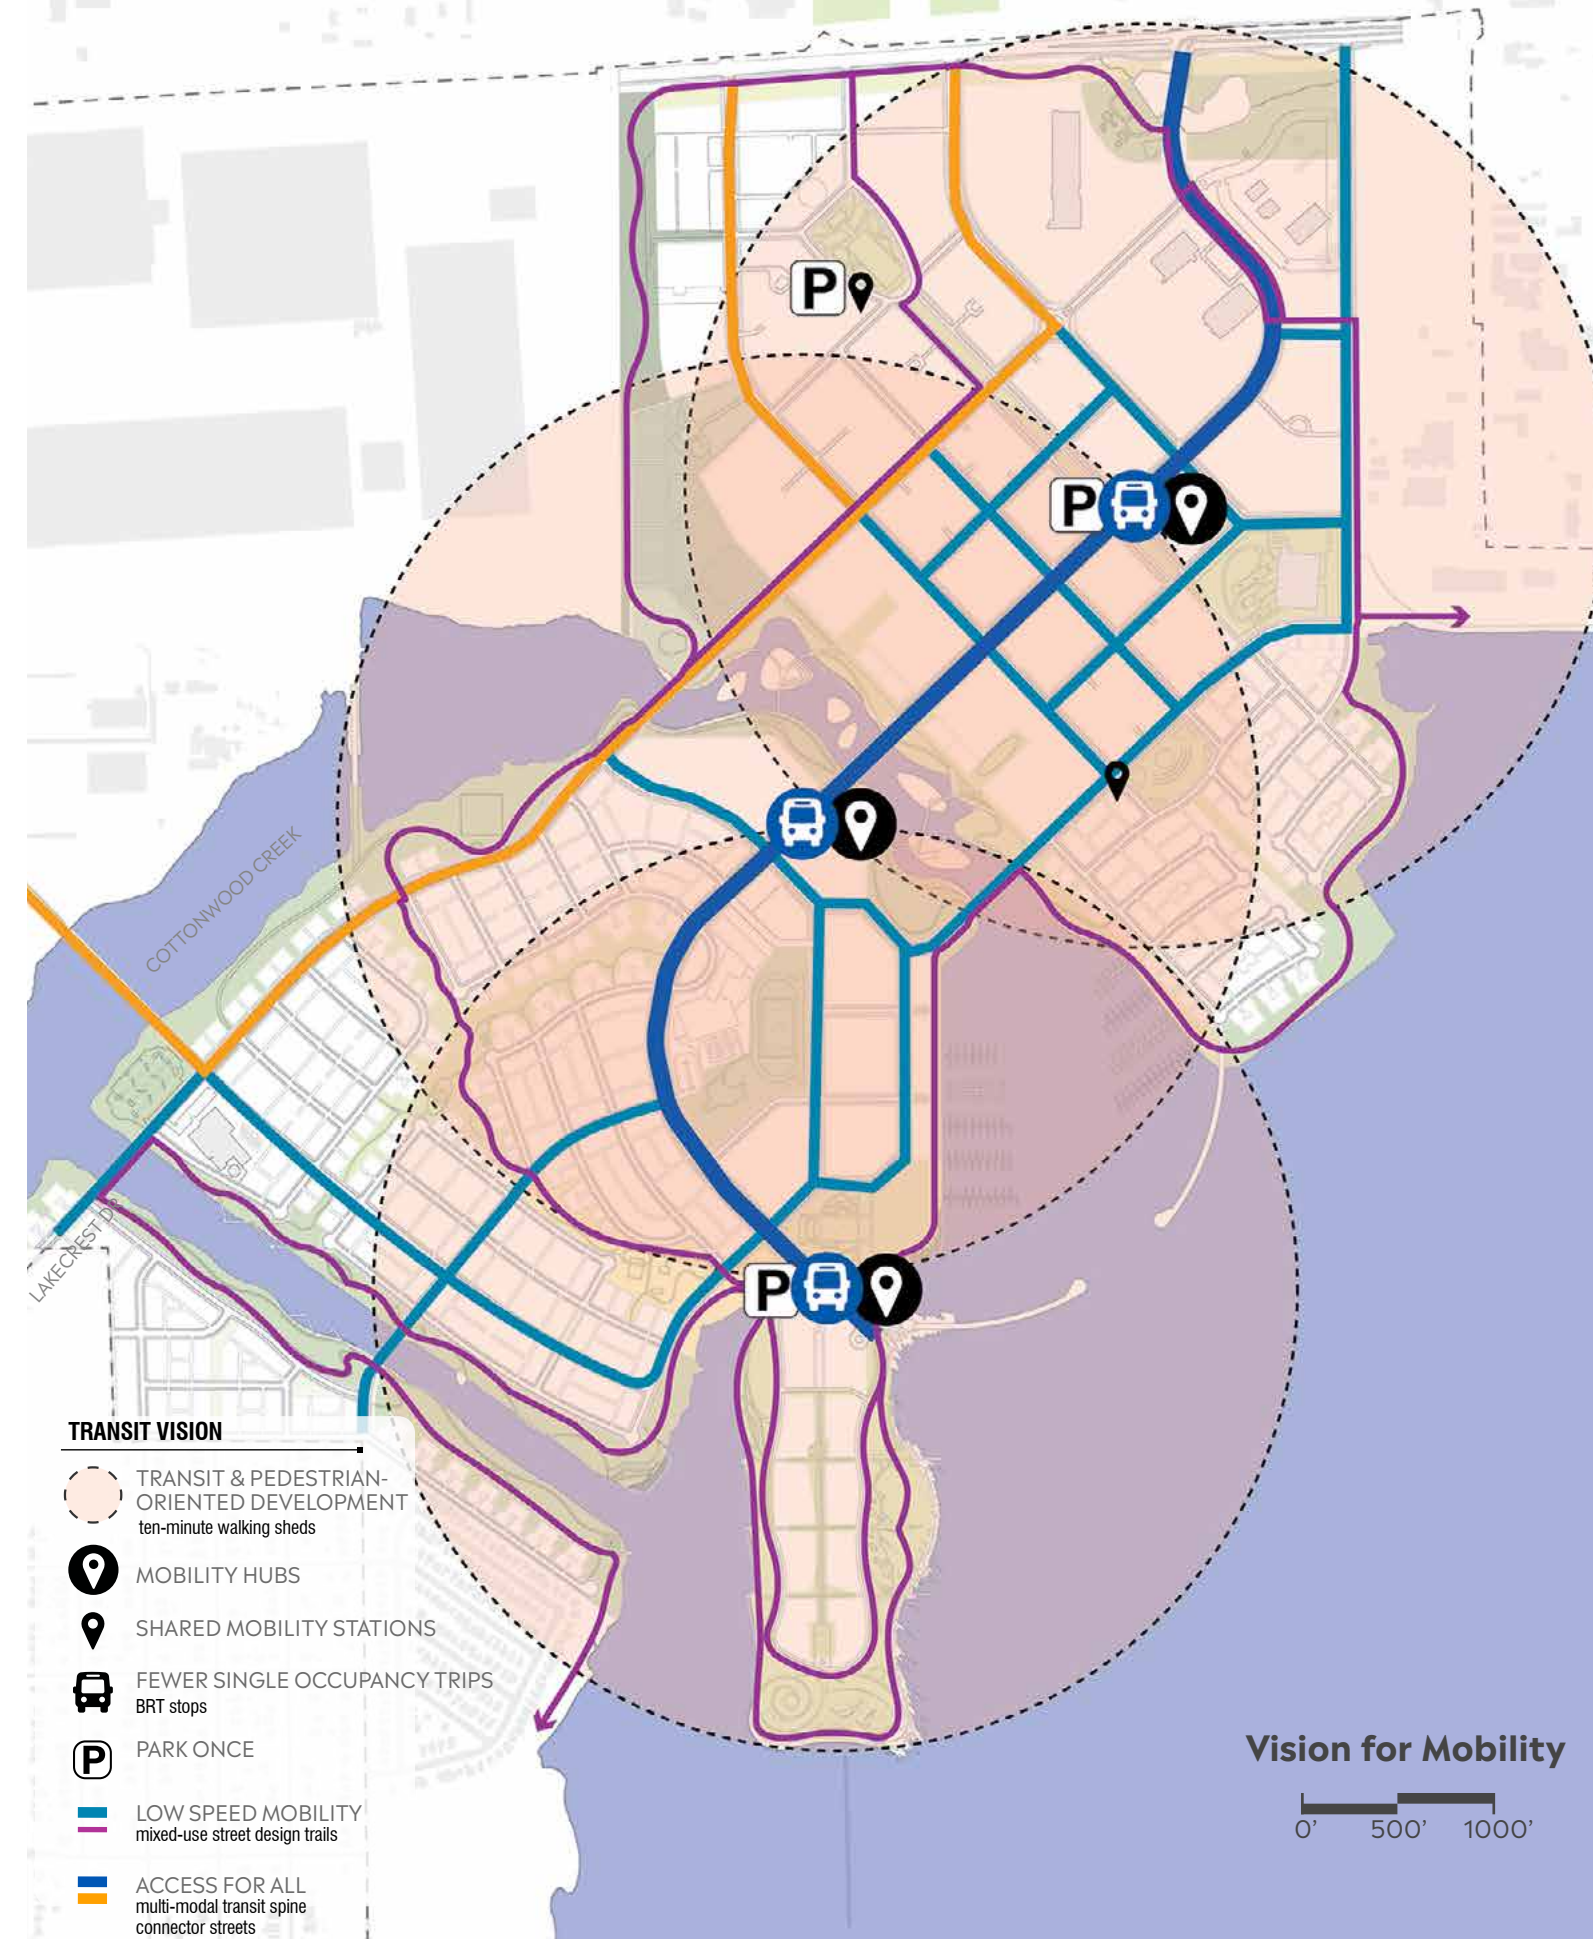 P
P
COTTONWOOD CREEK
LAKECREST DR
P
TRANSIT VISION
TRANSIT & PEDESTRIAN-
ORIENTED DEVELOPMENT
ten-minute walking sheds
MOBILITY HUBS
SHARED MOBILITY STATIONS
FEWER SINGLE OCCUPANCY TRIPS
BRT stops
P
PARK ONCE
LOW SPEED MOBILITY
mixed-use street design trails
ACCESS FOR ALL
multi-modal transit spine
connector streets
Vision for Mobility
0’ 500’ 1000’